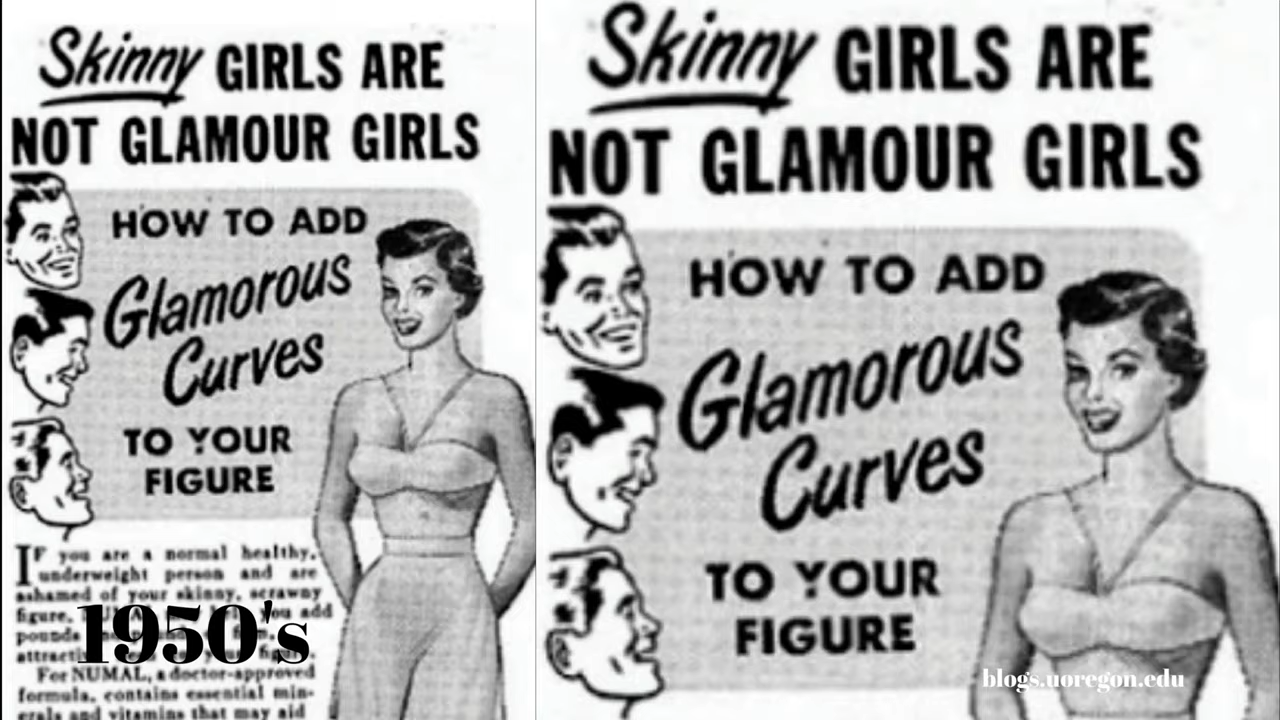 Skinny GIRLS ARE
NOT GLAMOUR GIRLS
HOW TO ADD
Glamorous
Curves
TO YOUR
FIGURE
IF you are a normal healthy,
underweight person and are
ashamed of your skinny, scrawny
figure, you add
pounds
attracti your figure.
1950's
For NUMAL, a doctor-approved
formula, contains essential min-
erals and vitamins that may aid
Skinny GIRLS ARE
NOT GLAMOUR GIRLS
HOW TO ADD
Glamorous
Curves
TO YOUR
FIGURE
blogs.uoregon.edu